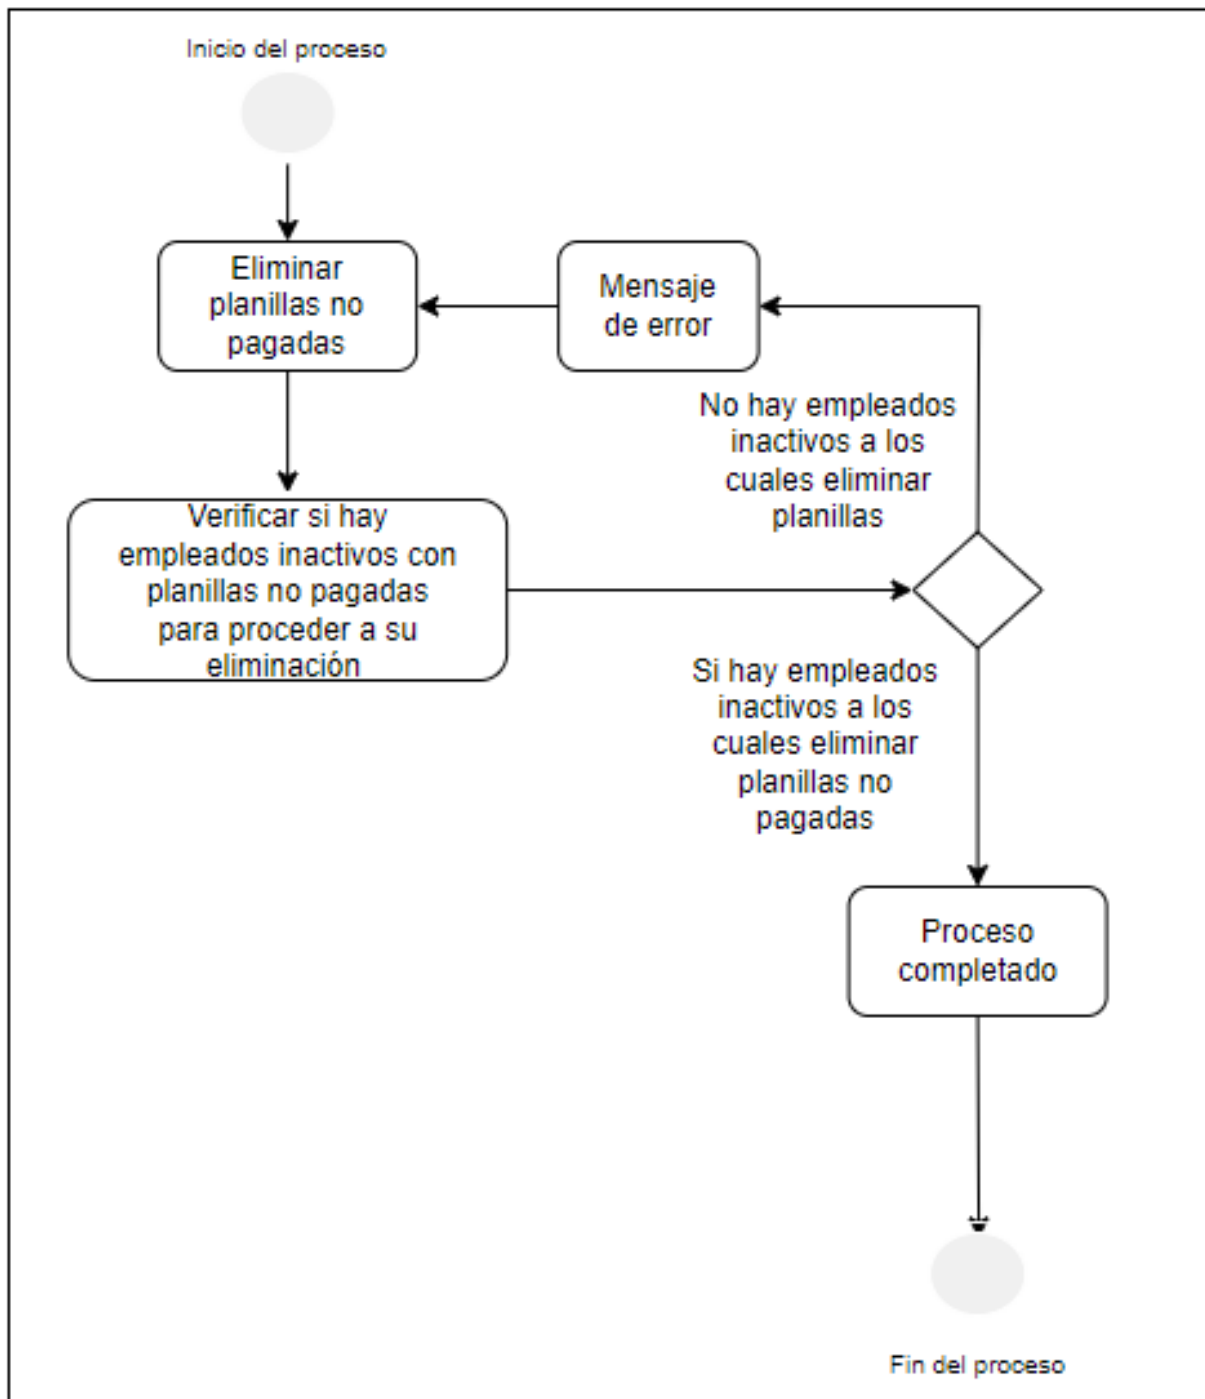 Inicio del proceso
Eliminar
planillas no
pagadas
Mensaje
de error
No hay empleados
inactivos a los
cuales eliminar
planillas
Verificar si hay
empleados inactivos con
planillas no pagadas
para proceder a su
eliminación
Si hay empleados
inactivos a los
cuales eliminar
planillas no
pagadas
Proceso
completado
Fin del proceso